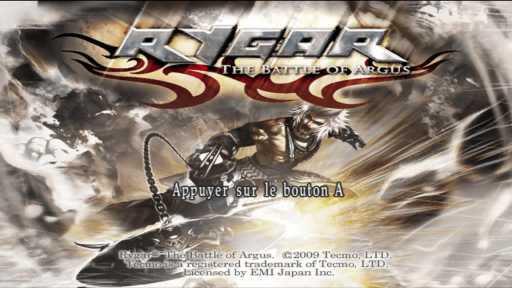 RYGAR
THE BATTLE OF ARGUS
Appuyer sur le bouton A
Rygar® The Battle of Argus. ©2009 Tecmo, LTD.
Tecmo is a registered trademark of Tecmo, LTD.
Licensed by EMI Japan Inc.